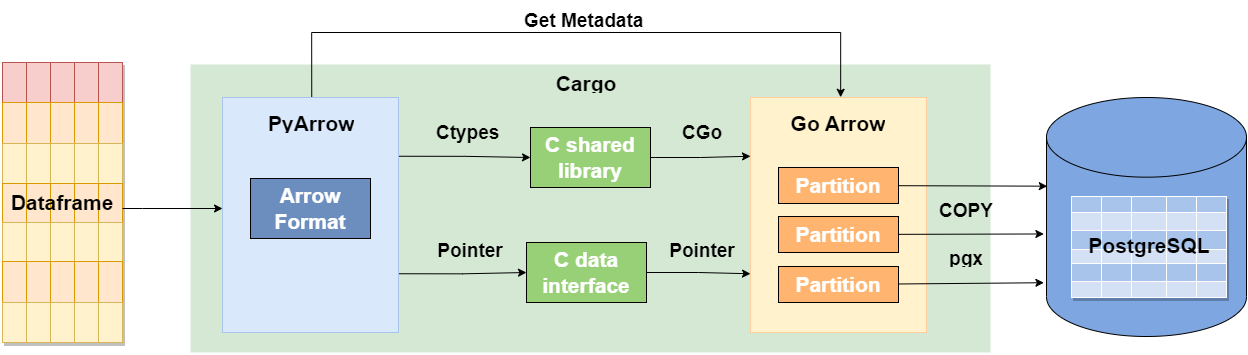 Get Metadata
Cargo
Dataframe
PyArrow
Arrow
Format
Ctypes
C shared
library
CGo
Pointer
C data
interface
Pointer
Go Arrow
Partition
Partition
Partition
COPY
pgx
PostgreSQL